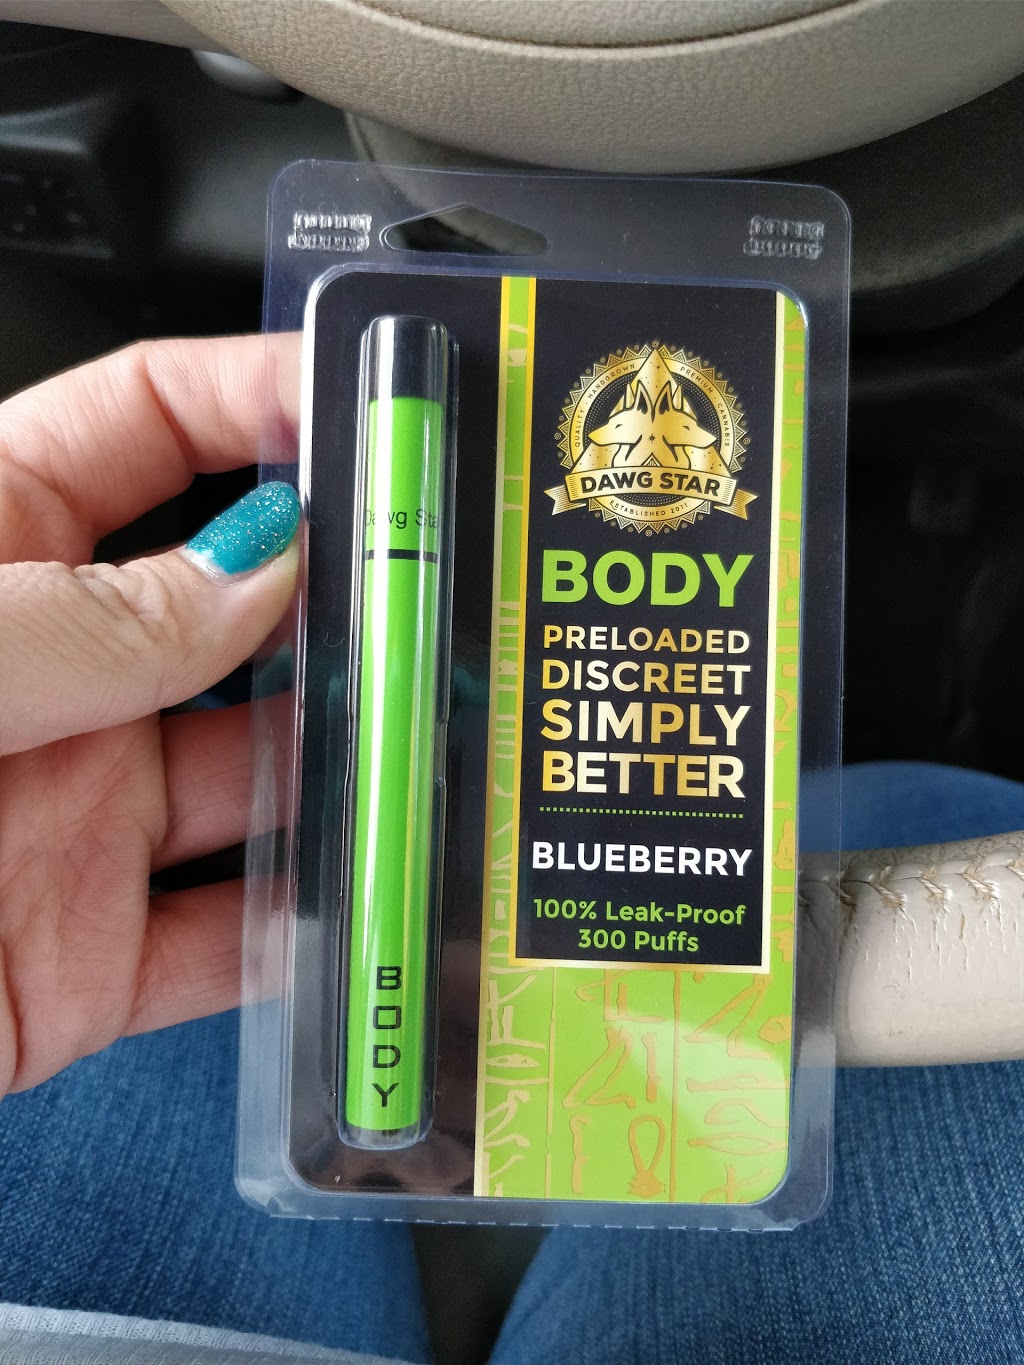 QUALITY · HANDGROWN · PREMIUM · CANNABIS
DAWG STAR
ESTABLISHED 2011
Dawg Sta
BODY
PRELOADED
DISCREET
SIMPLY
BETTER
BLUEBERRY
100% Leak-Proof
300 Puffs
B
O
D
Y